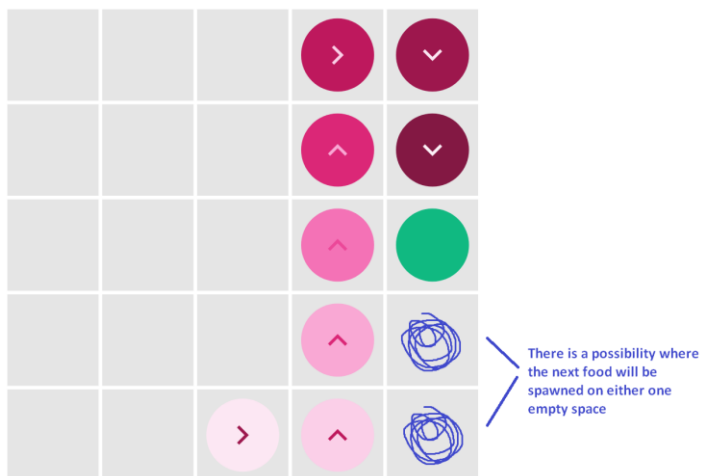 There is a possibility where
the next food will be
spawned on either one
empty space